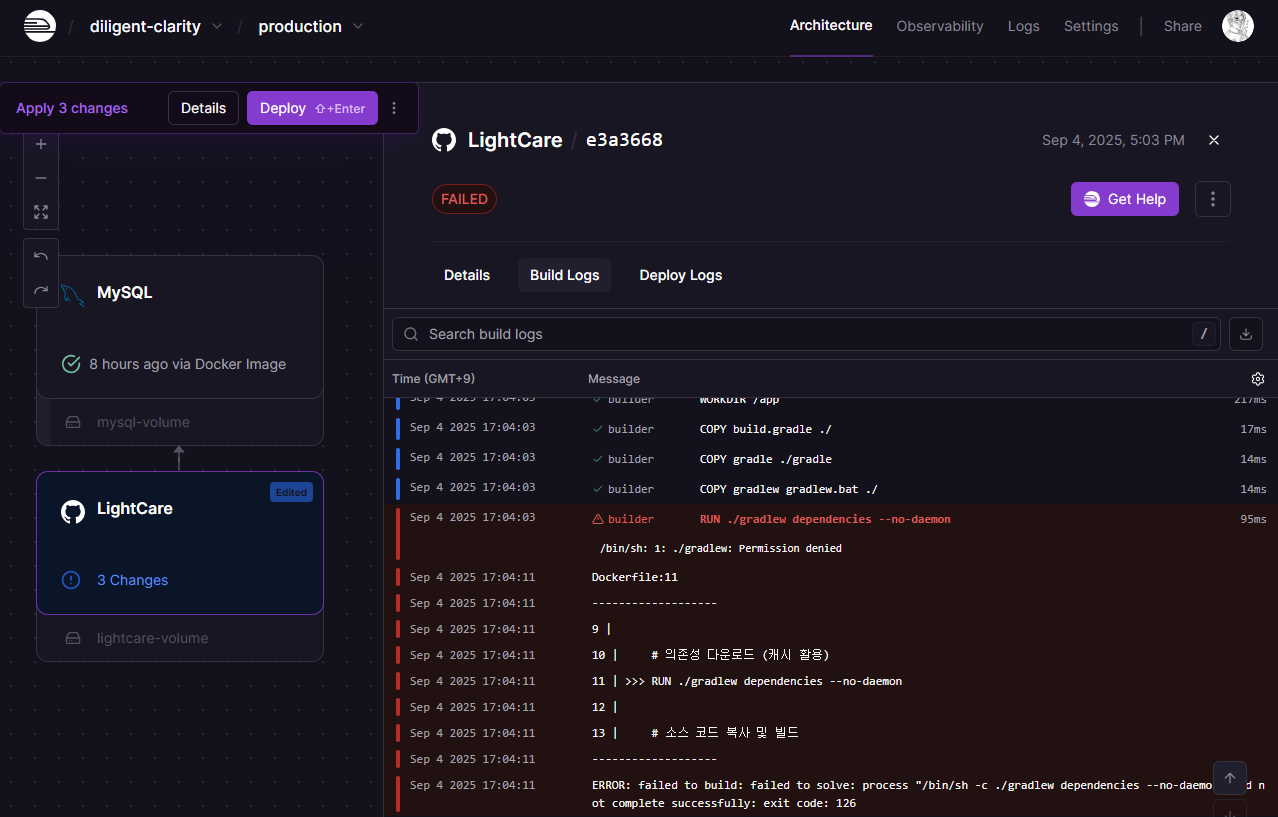 / diligent-clarity / production
Architecture Observability Logs Settings | Share
Apply 3 changes Details Deploy ⇧+Enter
LightCare / e3a3668 Sep 4, 2025, 5:03 PM
FAILED Get Help
Details Build Logs Deploy Logs
MySQL
8 hours ago via Docker Image
mysql-volume
Edited
LightCare
3 Changes
lightcare-volume
Search build logs /
Time (GMT+9) Message
Sep 4 2025 17:04:03 builder WORKDIR /app 217ms
Sep 4 2025 17:04:03 builder COPY build.gradle ./ 17ms
Sep 4 2025 17:04:03 builder COPY gradle ./gradle 14ms
Sep 4 2025 17:04:03 builder COPY gradlew gradlew.bat ./ 14ms
Sep 4 2025 17:04:03 builder RUN ./gradlew dependencies --no-daemon 95ms
/bin/sh: 1: ./gradlew: Permission denied
Sep 4 2025 17:04:11 Dockerfile:11
Sep 4 2025 17:04:11 -------------------
Sep 4 2025 17:04:11 9 |
Sep 4 2025 17:04:11 10 | # 의존성 다운로드 (캐시 활용)
Sep 4 2025 17:04:11 11 | >>> RUN ./gradlew dependencies --no-daemon
Sep 4 2025 17:04:11 12 |
Sep 4 2025 17:04:11 13 | # 소스 코드 복사 및 빌드
Sep 4 2025 17:04:11 -------------------
Sep 4 2025 17:04:11 ERROR: failed to build: failed to solve: process "/bin/sh -c ./gradlew dependencies --no-daemo d n
ot complete successfully: exit code: 126